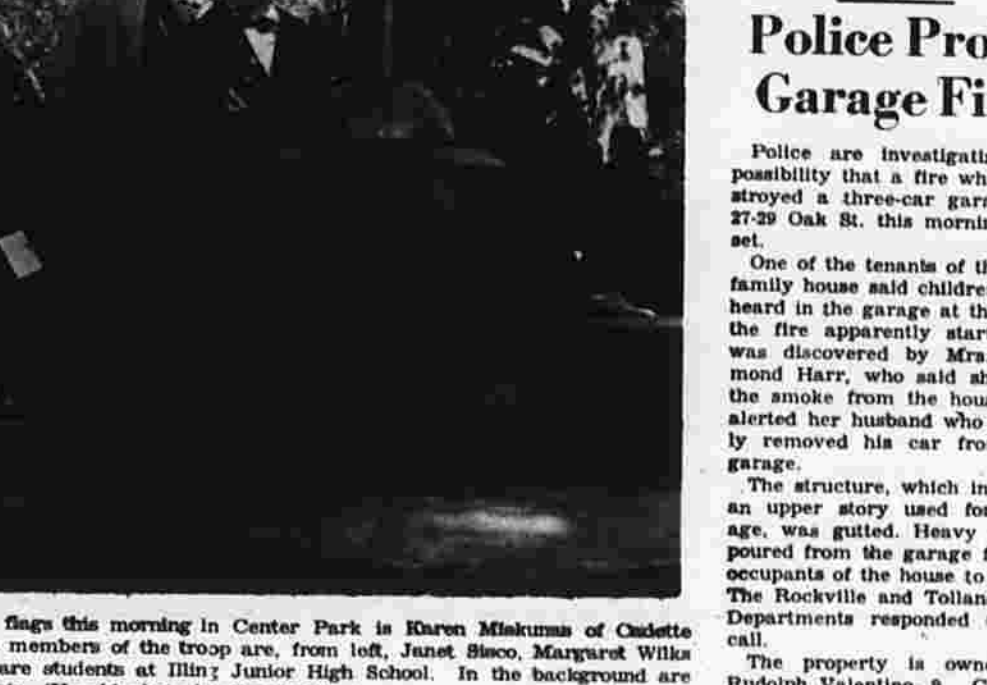 flags this morning in Center Park is Karen Miskunas of Cadette
members of the troop are, from left, Janet Sisco, Margaret Wilks
are students at Illing Junior High School. In the background are
Police Pro
Garage Fi
Police are investigati
possibility that a fire wh
stroyed a three-car gara
27-29 Oak St. this mornin
set.
One of the tenants of th
family house said childre
heard in the garage at th
the fire apparently star
was discovered by Mrs.
mond Harr, who said sh
the smoke from the hou
alerted her husband who
ly removed his car fro
garage.
The structure, which in
an upper story used for
age, was gutted. Heavy
poured from the garage f
occupants of the house to
The Rockville and Tollan
Departments responded
call.
The property is own
Rudolph Valentine